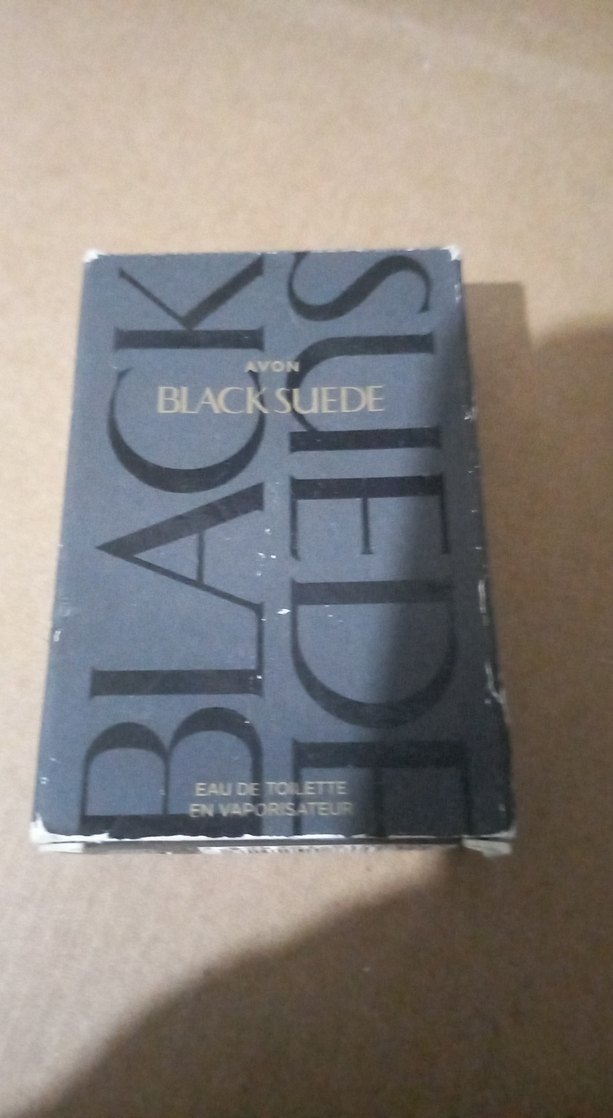 AVON
BLACK SUEDE
BLACK
SUEDE
EAU DE TOILETTE
EN VAPORISATEUR